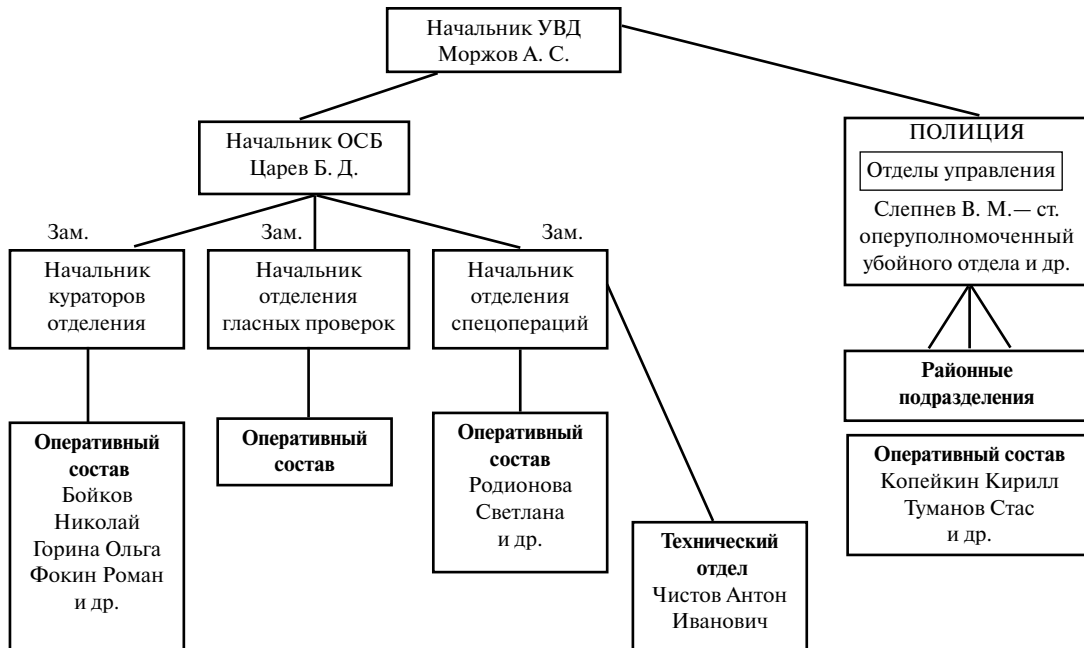 Начальник УВД
Моржов А. С.
Начальник ОСБ
Царев Б. Д.
ПОЛИЦИЯ
Отделы управления
Слепнев В. М.— ст.
оперуполномоченный
убойного отдела и др.
Зам.
Зам.
Зам.
Начальник
кураторов
отделения
Начальник
отделения
гласных проверок
Начальник
отделения
спецопераций
Районные
подразделения
Оперативный
состав
Бойков
Николай
Горина Ольга
Фокин Роман
и др.
Оперативный
состав
Оперативный
состав
Родионова
Светлана
и др.
Технический
отдел
Чистов Антон
Иванович
Оперативный состав
Копейкин Кирилл
Туманов Стас
и др.